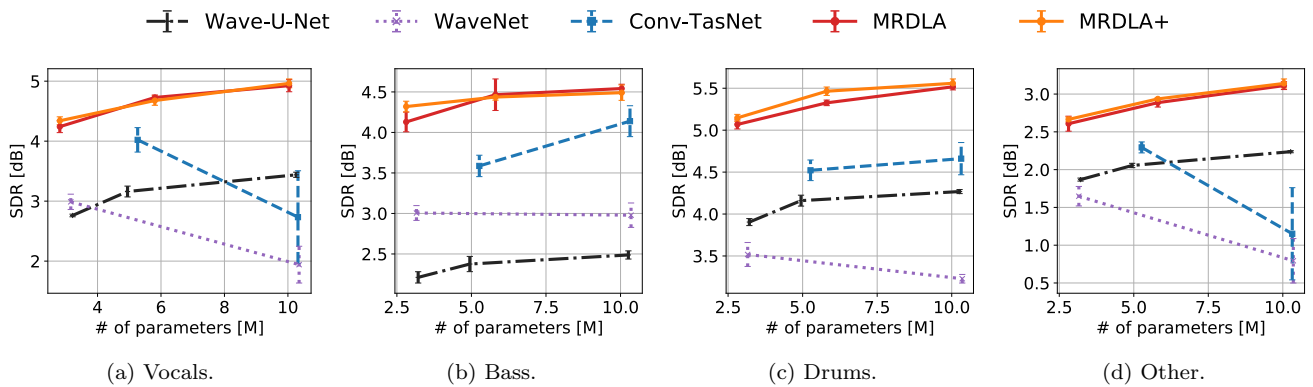 Wave-U-Net WaveNet Conv-TasNet MRDLA MRDLA+
SDR [dB]
5
4
3
2
4 6 8 10
# of parameters [M]
(a) Vocals.
SDR [dB]
4.5
4.0
3.5
3.0
2.5
2.5 5.0 7.5 10.0
# of parameters [M]
(b) Bass.
SDR [dB]
5.5
5.0
4.5
4.0
3.5
2.5 5.0 7.5 10.0
# of parameters [M]
(c) Drums.
SDR [dB]
3.0
2.5
2.0
1.5
1.0
0.5
2.5 5.0 7.5 10.0
# of parameters [M]
(d) Other.